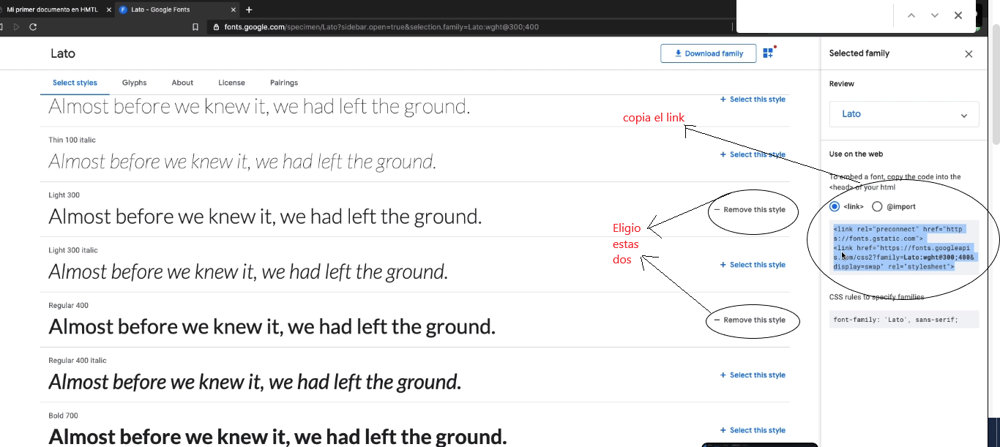 Mi primer documento en HMTL
Lato - Google Fonts
fonts.google.com/specimen/Lato?sidebar.open=true&selection.family=Lato:wght@300;400
Lato
Download family
Select styles
Glyphs
About
License
Pairings
Almost before we knew it, we had left the ground.
+ Select this style
Thin 100 italic
Almost before we knew it, we had left the ground.
+ Select this style
Light 300
Almost before we knew it, we had left the ground.
— Remove this style
Light 300 italic
Almost before we knew it, we had left the ground.
+ Select this style
Regular 400
Almost before we knew it, we had left the ground.
— Remove this style
Regular 400 italic
Almost before we knew it, we had left the ground.
+ Select this style
Bold 700
Almost before we knew it, we had left the ground.
+ Select this style
copia el link
Eligio
estas
dos
Selected family
Review
Lato
Use on the web
To embed a font, copy the code into the
<head> of your html
<link>
@import
<link rel="preconnect" href="http
s://fonts.gstatic.com">
<link href="https://fonts.googleapi
s.com/css2?family=Lato:wght@300;400&
display=swap" rel="stylesheet">
CSS rules to specify families
font-family: 'Lato', sans-serif;